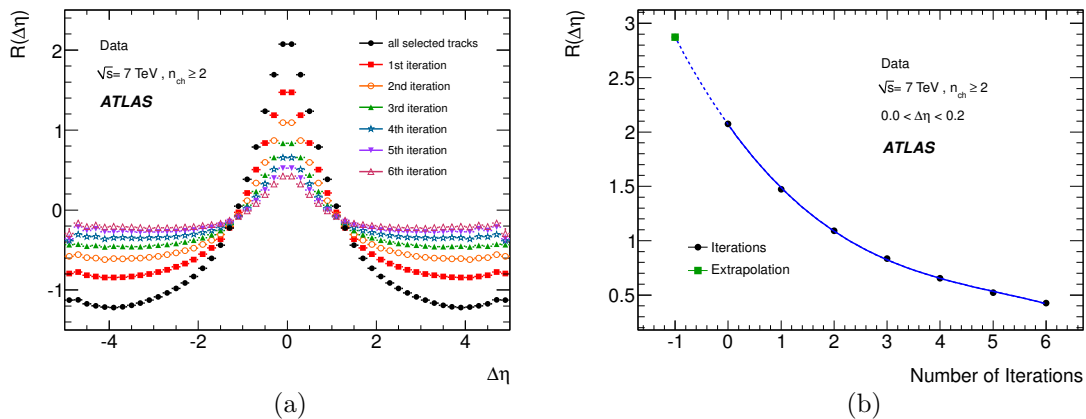 R(Δη)
2
1
0
-1
Data
√s= 7 TeV , n_ch ≥ 2
ATLAS
all selected tracks
1st iteration
2nd iteration
3rd iteration
4th iteration
5th iteration
6th iteration
-4 -2 0 2 4
Δη
(a)
R(Δη)
3
2.5
2
1.5
1
0.5
Data
√s= 7 TeV , n_ch ≥ 2
0.0 < Δη < 0.2
ATLAS
Iterations
Extrapolation
-1 0 1 2 3 4 5 6
Number of Iterations
(b)